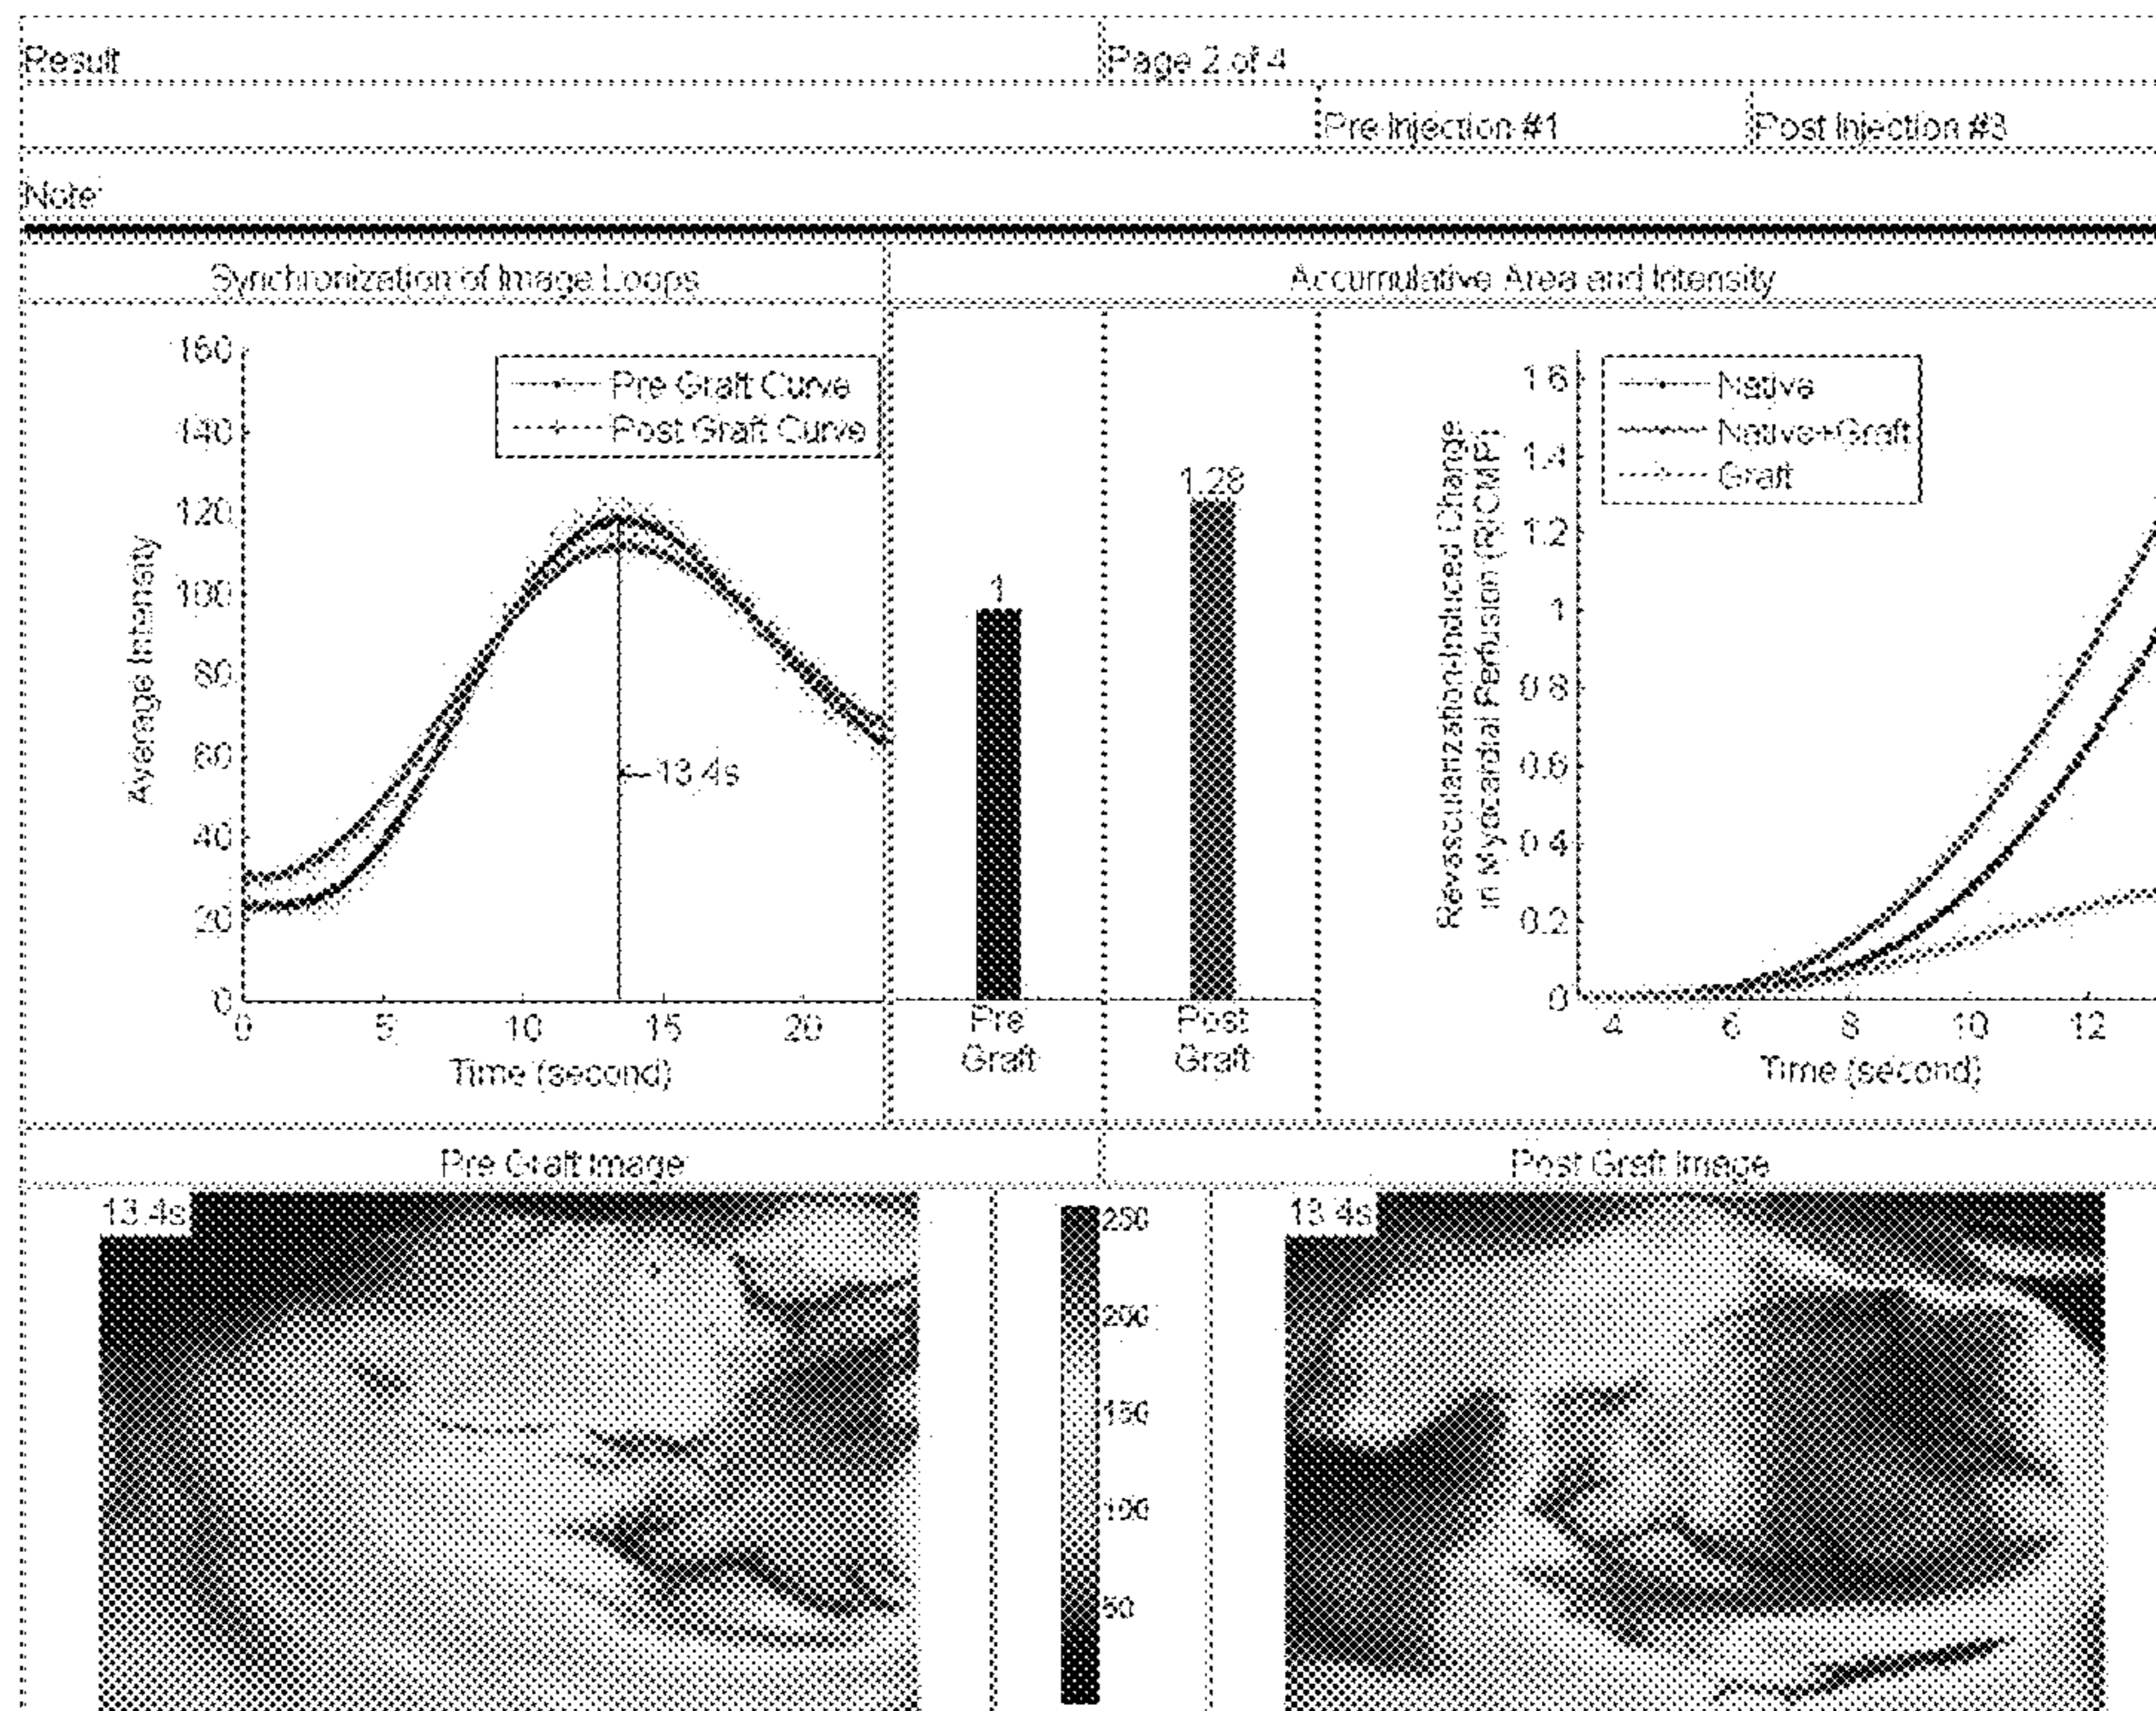 Result
Page 2 of 4
Pre Injection #1
Post Injection #3
Note
Synchronization of Image Loops
Accumulative Area and Intensity
160
140
120
100
80
60
40
20
0
Average Intensity
Pre Graft Curve
Post Graft Curve
13.4s
0 5 10 15 20
Time (second)
1
1.28
Pre
Graft
Post
Graft
Revascularization-Induced Change
in Myocardial Perfusion (RICMP)
1.6
1.4
1.2
1
0.8
0.6
0.4
0.2
0
Native
Native+Graft
Graft
4 6 8 10 12
Time (second)
Pre Graft Image
Post Graft Image
13.4s
250
200
150
100
50
13.4s